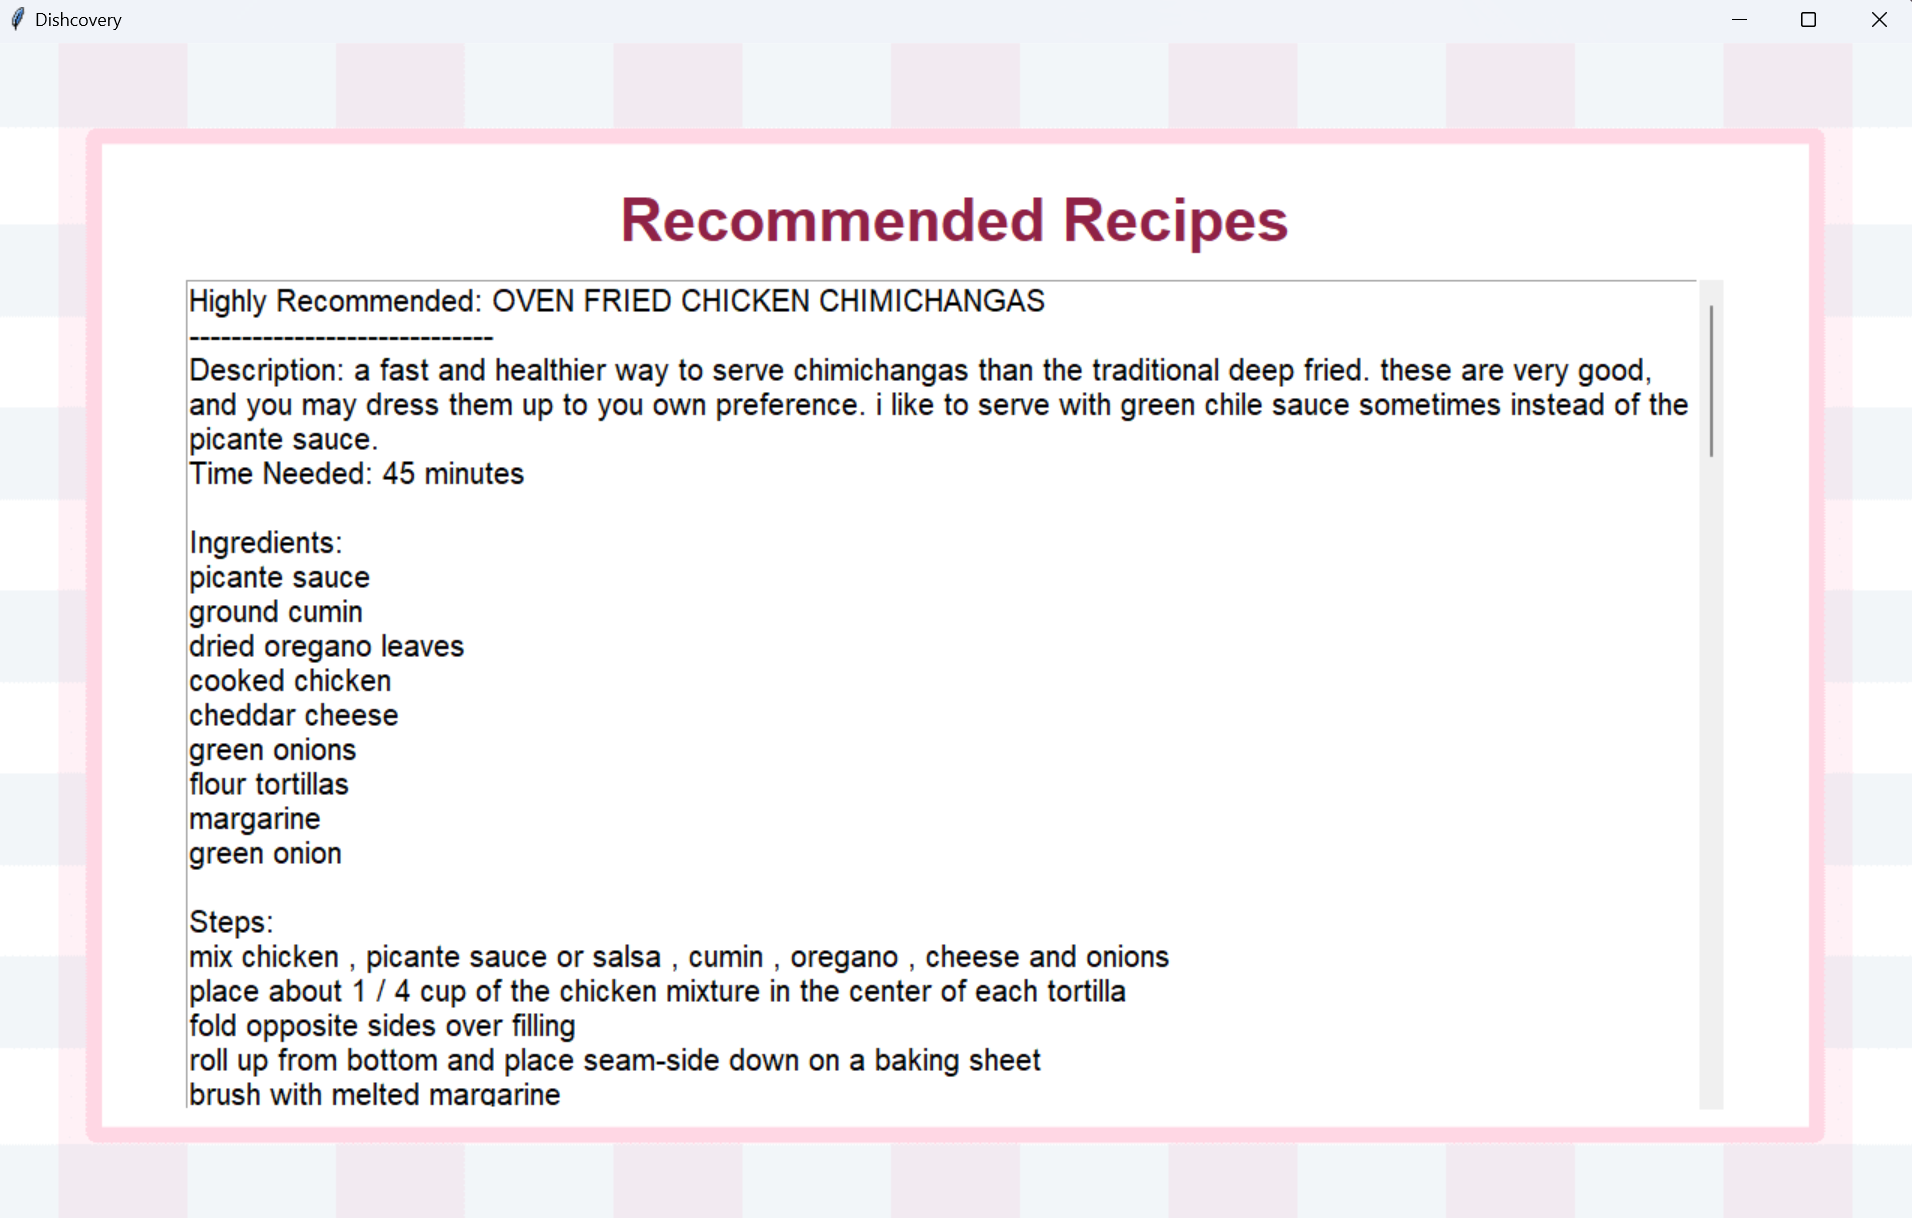 Dishcovery
Recommended Recipes
Highly Recommended: OVEN FRIED CHICKEN CHIMICHANGAS
-----------------------------
Description: a fast and healthier way to serve chimichangas than the traditional deep fried. these are very good,
and you may dress them up to you own preference. i like to serve with green chile sauce sometimes instead of the
picante sauce.
Time Needed: 45 minutes
Ingredients:
picante sauce
ground cumin
dried oregano leaves
cooked chicken
cheddar cheese
green onions
flour tortillas
margarine
green onion
Steps:
mix chicken , picante sauce or salsa , cumin , oregano , cheese and onions
place about 1 / 4 cup of the chicken mixture in the center of each tortilla
fold opposite sides over filling
roll up from bottom and place seam-side down on a baking sheet
brush with melted margarine